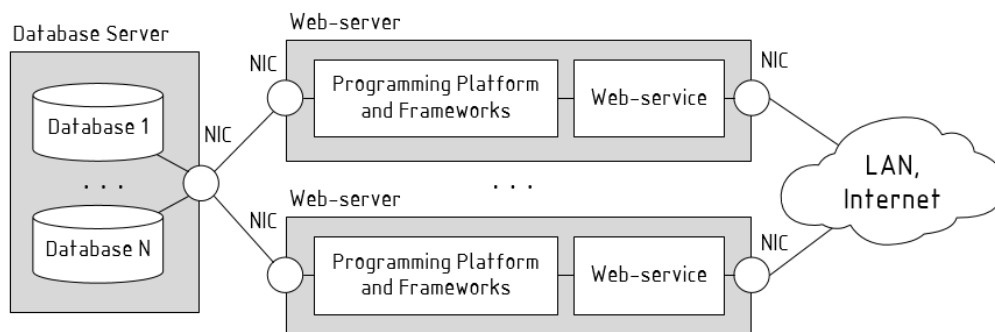 Database Server
Database 1
. . .
Database N
NIC
Web-server
NIC
Programming Platform
and Frameworks
Web-service
NIC
. . .
Web-server
NIC
Programming Platform
and Frameworks
Web-service
NIC
LAN,
Internet